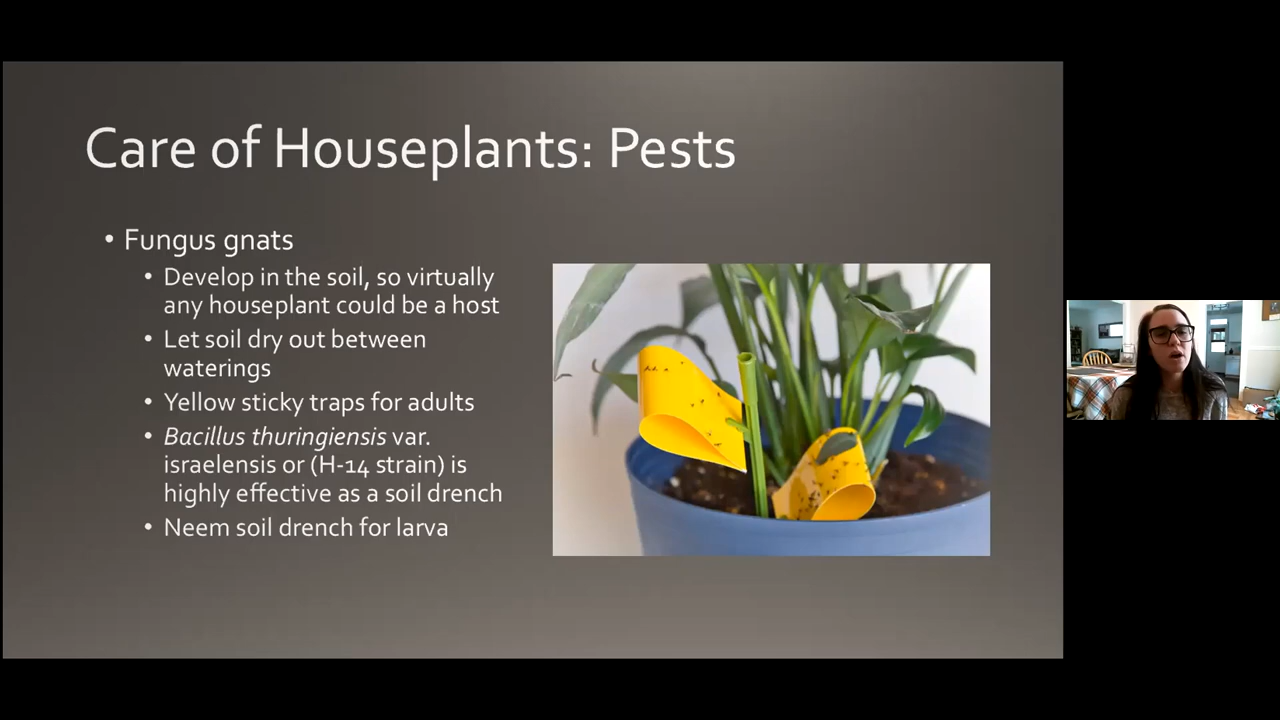 Care of Houseplants: Pests
• Fungus gnats
• Develop in the soil, so virtually
any houseplant could be a host
• Let soil dry out between
waterings
• Yellow sticky traps for adults
• Bacillus thuringiensis var.
israelensis or (H-14 strain) is
highly effective as a soil drench
• Neem soil drench for larva